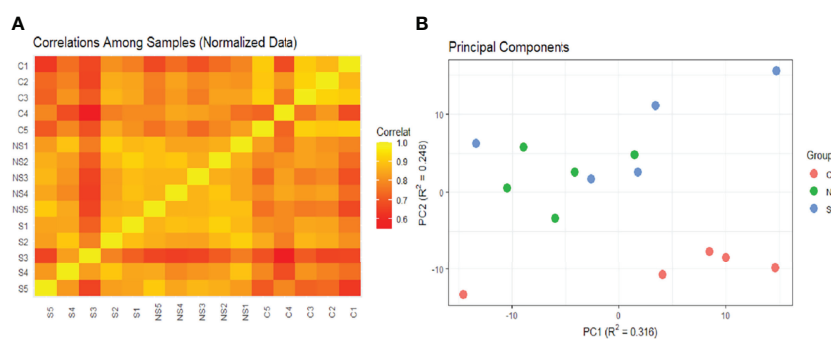 A
Correlations Among Samples (Normalized Data)
C1
C2
C3
C4
C5
NS1
NS2
NS3
NS4
NS5
S1
S2
S3
S4
S5
S5 S4 S3 S2 S1 NS5 NS4 NS3 NS2 NS1 C5 C4 C3 C2 C1
Correlat
1.0
0.9
0.8
0.7
0.6
B
Principal Components
PC2 (R² = 0.248)
10
0
-10
-10 0 10
PC1 (R² = 0.316)
Group
C
N
S